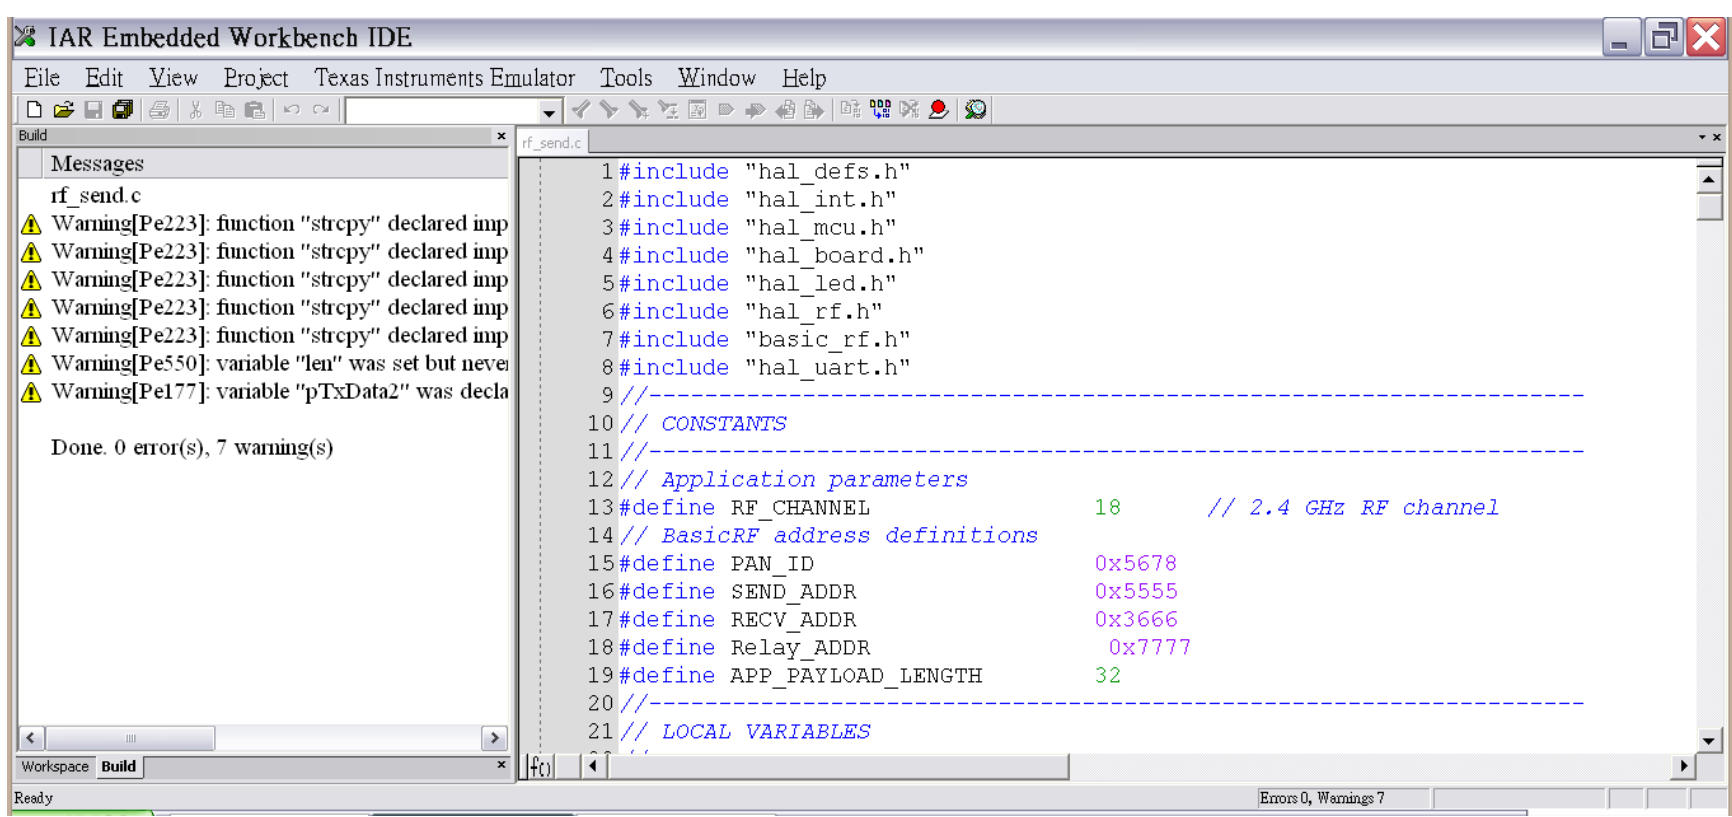 IAR Embedded Workbench IDE
File Edit View Project Texas Instruments Emulator Tools Window Help
Build
rf_send.c
Messages
rf_send.c
Warning[Pe223]: function "strcpy" declared imp
Warning[Pe223]: function "strcpy" declared imp
Warning[Pe223]: function "strcpy" declared imp
Warning[Pe223]: function "strcpy" declared imp
Warning[Pe223]: function "strcpy" declared imp
Warning[Pe550]: variable "len" was set but never
Warning[Pe177]: variable "pTxData2" was decla
Done. 0 error(s), 7 warning(s)
1 #include "hal_defs.h"
2 #include "hal_int.h"
3 #include "hal_mcu.h"
4 #include "hal_board.h"
5 #include "hal_led.h"
6 #include "hal_rf.h"
7 #include "basic_rf.h"
8 #include "hal_uart.h"
9 //--------------------------------------------------------------------
10 // CONSTANTS
11 //--------------------------------------------------------------------
12 // Application parameters
13 #define RF_CHANNEL 18 // 2.4 GHz RF channel
14 // BasicRF address definitions
15 #define PAN_ID 0x5678
16 #define SEND_ADDR 0x5555
17 #define RECV_ADDR 0x3666
18 #define Relay_ADDR 0x7777
19 #define APP_PAYLOAD_LENGTH 32
20 //--------------------------------------------------------------------
21 // LOCAL VARIABLES
Workspace Build
f()
Ready
Errors 0, Warnings 7